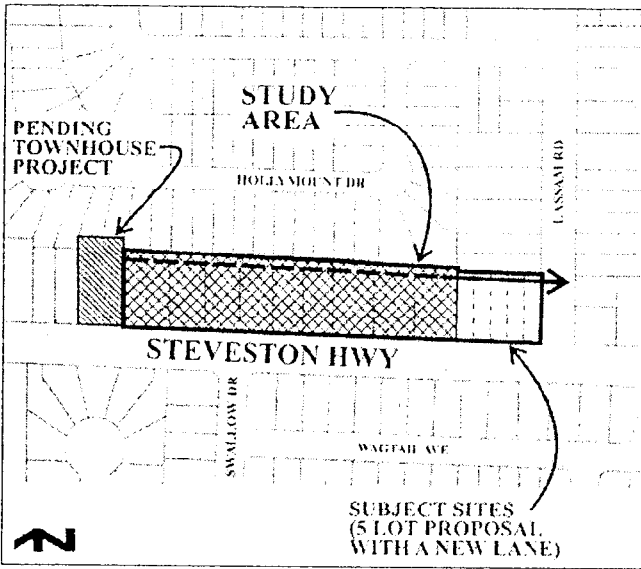 STUDY
AREA
PENDING
TOWNHOUSE
PROJECT
HOLLYMOUNT DR
LASSAM RD
STEVESTON HWY
SWALLOW DR
WAGTAIL AVE
SUBJECT SITES
(5 LOT PROPOSAL
WITH A NEW LANE)
N